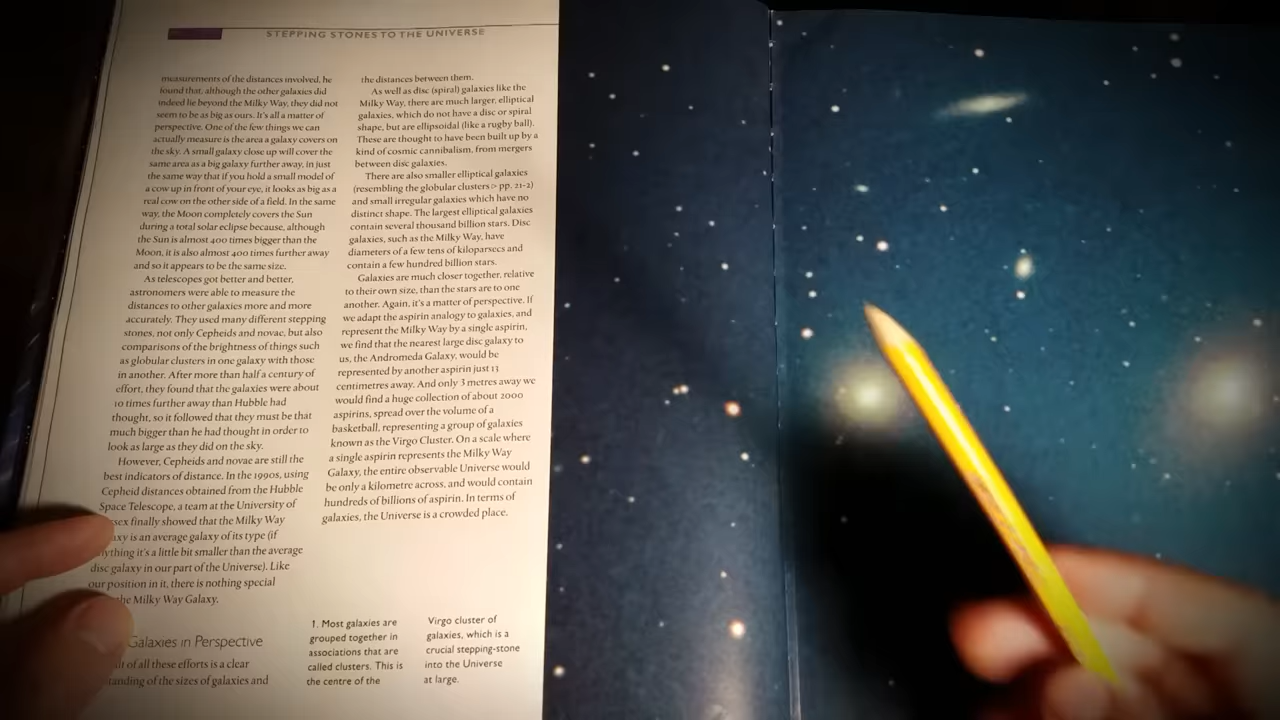 STEPPING STONES TO THE UNIVERSE
measurements of the distances involved, he
found that, although the other galaxies did
indeed lie beyond the Milky Way, they did not
seem to be as big as ours. It's all a matter of
perspective. One of the few things we can
actually measure is the area a galaxy covers on
the sky. A small galaxy close up will cover the
same area as a big galaxy further away, in just
the same way that if you hold a small model of
a cow up in front of your eye, it looks as big as a
real cow on the other side of a field. In the same
way, the Moon completely covers the Sun
during a total solar eclipse because, although
the Sun is almost 400 times bigger than the
Moon, it is also almost 400 times further away
and so it appears to be the same size.
As telescopes got better and better,
astronomers were able to measure the
distances to other galaxies more and more
accurately. They used many different stepping
stones, not only Cepheids and novae, but also
comparisons of the brightness of things such
as globular clusters in one galaxy with those
in another. After more than half a century of
effort, they found that the galaxies were about
10 times further away than Hubble had
thought, so it followed that they must be that
much bigger than he had thought in order to
look as large as they did on the sky.
However, Cepheids and novae are still the
best indicators of distance. In the 1990s, using
Cepheid distances obtained from the Hubble
Space Telescope, a team at the University of
sex finally showed that the Milky Way
axy is an average galaxy of its type (if
nything it's a little bit smaller than the average
disc galaxy in our part of the Universe). Like
our position in it, there is nothing special
the Milky Way Galaxy.
Galaxies in Perspective
of all these efforts is a clear
tanding of the sizes of galaxies and
the distances between them.
As well as disc (spiral) galaxies like the
Milky Way, there are much larger, elliptical
galaxies, which do not have a disc or spiral
shape, but are ellipsoidal (like a rugby ball).
These are thought to have been built up by a
kind of cosmic cannibalism, from mergers
between disc galaxies.
There are also smaller elliptical galaxies
(resembling the globular clusters ▷ pp. 21-2)
and small irregular galaxies which have no
distinct shape. The largest elliptical galaxies
contain several thousand billion stars. Disc
galaxies, such as the Milky Way, have
diameters of a few tens of kiloparsecs and
contain a few hundred billion stars.
Galaxies are much closer together, relative
to their own size, than the stars are to one
another. Again, it's a matter of perspective. If
we adapt the aspirin analogy to galaxies, and
represent the Milky Way by a single aspirin,
we find that the nearest large disc galaxy to
us, the Andromeda Galaxy, would be
represented by another aspirin just 13
centimetres away. And only 3 metres away we
would find a huge collection of about 2000
aspirins, spread over the volume of a
basketball, representing a group of galaxies
known as the Virgo Cluster. On a scale where
a single aspirin represents the Milky Way
Galaxy, the entire observable Universe would
be only a kilometre across, and would contain
hundreds of billions of aspirin. In terms of
galaxies, the Universe is a crowded place.
1. Most galaxies are
grouped together in
associations that are
called clusters. This is
the centre of the
Virgo cluster of
galaxies, which is a
crucial stepping-stone
into the Universe
at large.